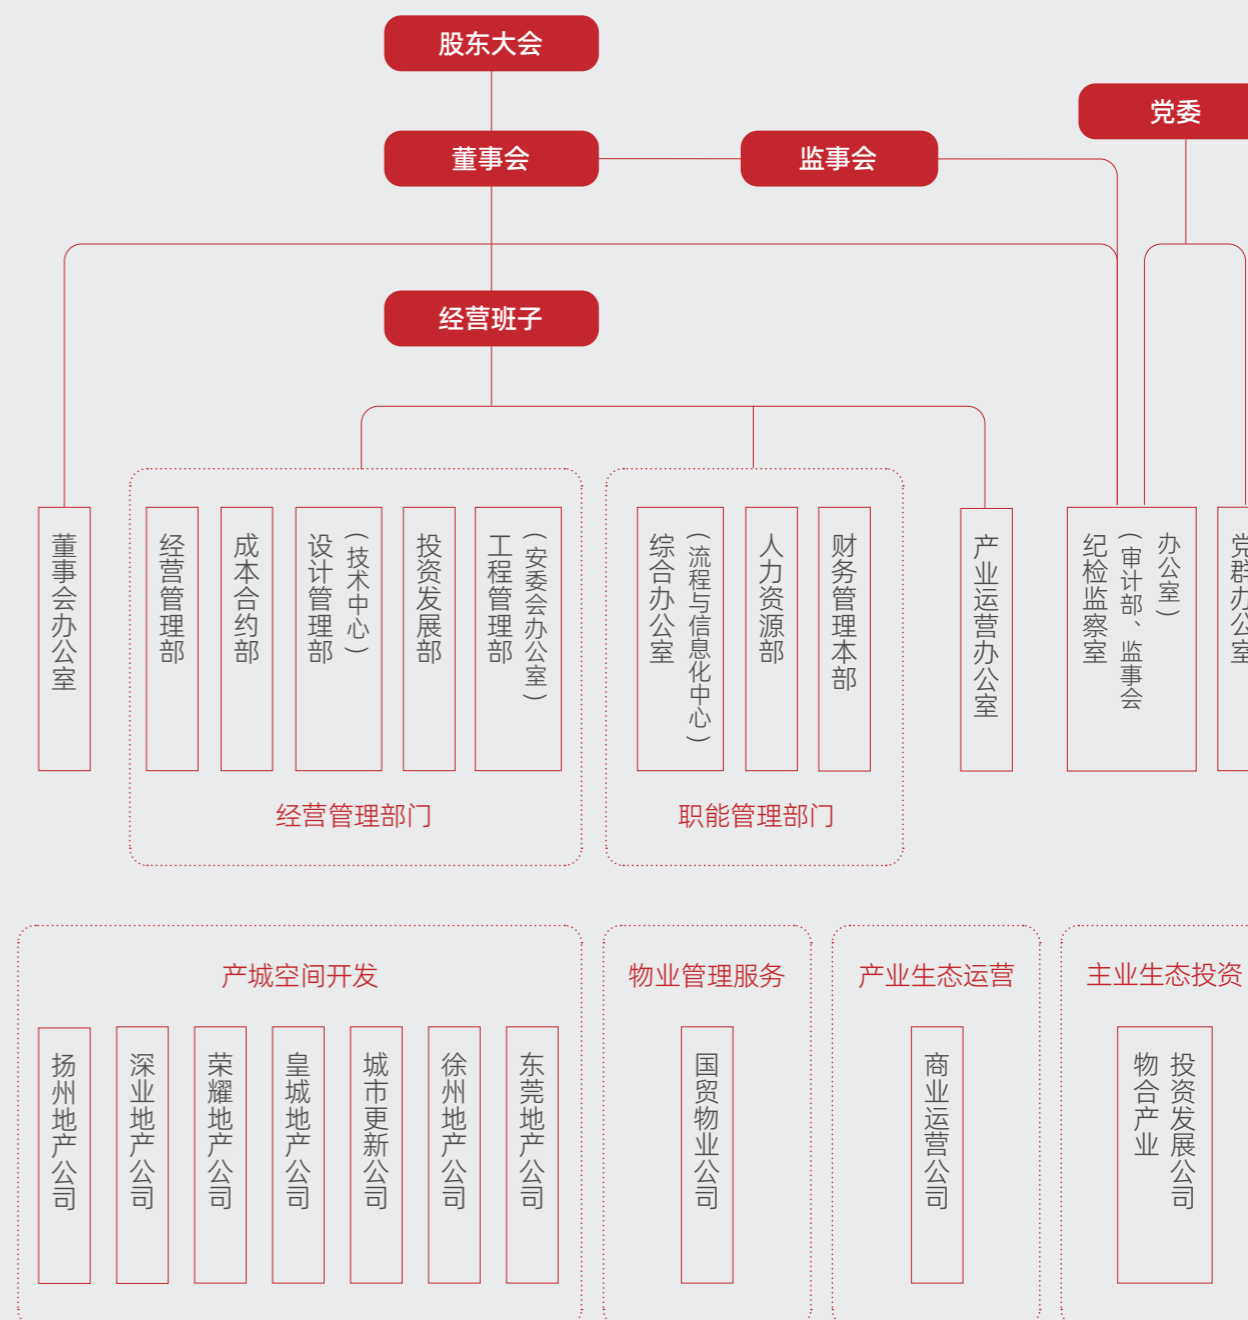 股东大会
党委
董事会
监事会
经营班子
董事会办公室
经营管理部
成本合约部
设计管理部
（技术中心）
投资发展部
工程管理部
（安委会办公室）
综合办公室
（流程与信息化中心）
人力资源部
财务管理本部
产业运营办公室
纪检监察室
（审计部、监事会
办公室）
党群办公室
经营管理部门
职能管理部门
产城空间开发
物业管理服务
产业生态运营
主业生态投资
扬州地产公司
深业地产公司
荣耀地产公司
皇城地产公司
城市更新公司
徐州地产公司
东莞地产公司
国贸物业公司
商业运营公司
物合产业
投资发展公司